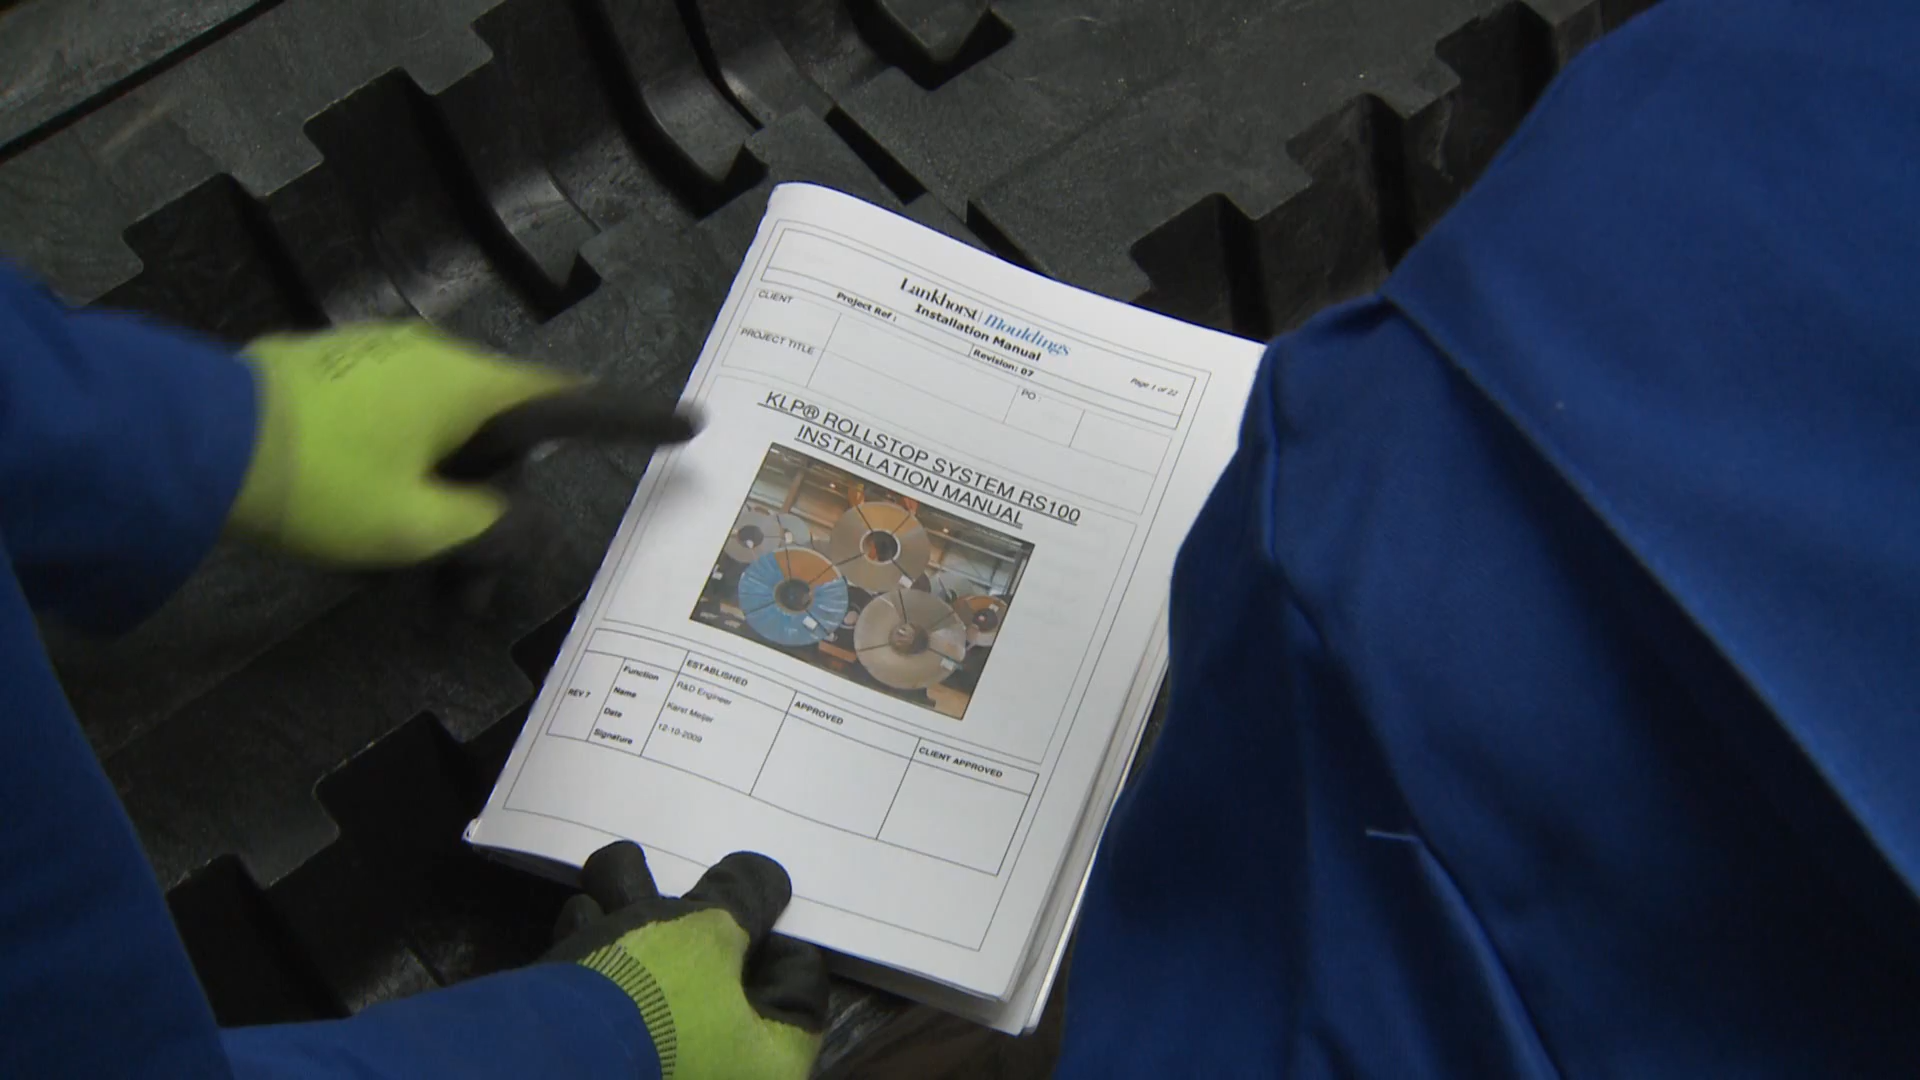 Lankhorst Mouldings
Installation Manual
Project Ref :
Revision: 07
Page 1 of 22
CLIENT
PROJECT TITLE
PO :
KLP® ROLLSTOP SYSTEM RS100
INSTALLATION MANUAL
ESTABLISHED
APPROVED
CLIENT APPROVED
REV 7
Function
R&D Engineer
Name
Karst Meijer
Date
12-10-2009
Signature